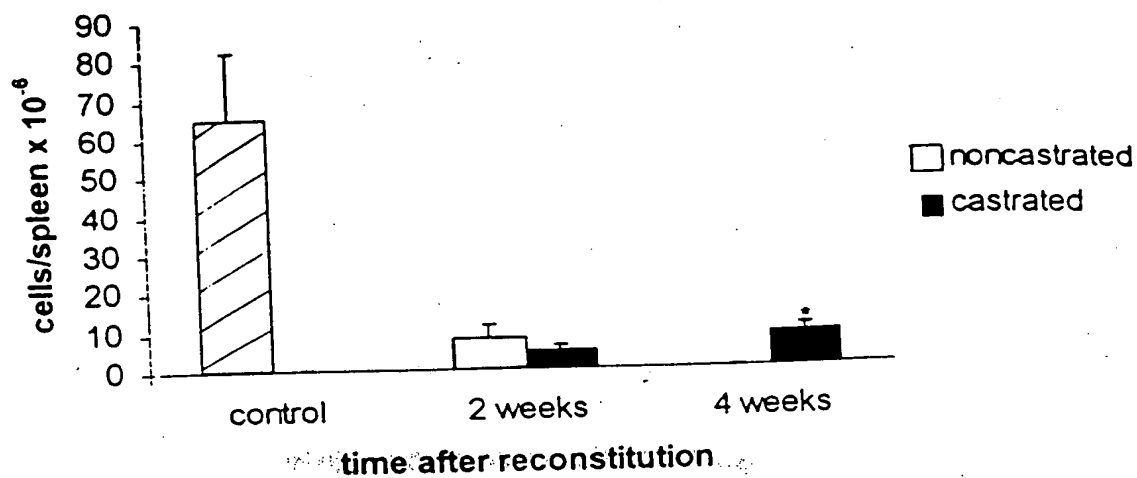 90
80
70
60
50
40
30
20
10
0
cells/spleen x 10⁻⁶
noncastrated
castrated
*
control
2 weeks
4 weeks
time after reconstitution